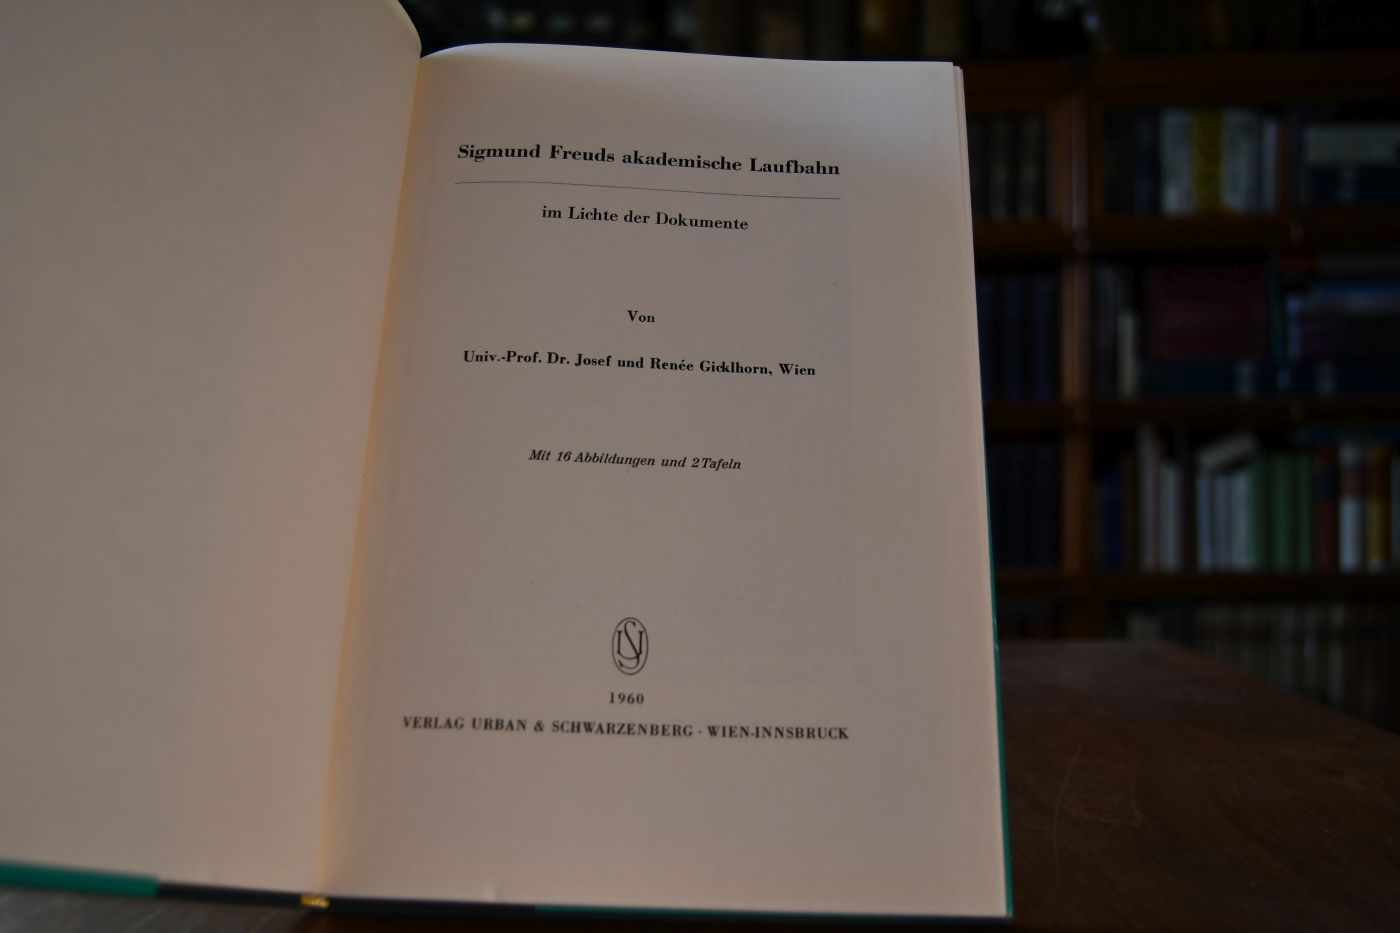 Sigmund Freuds akademische Laufbahn
im Lichte der Dokumente
Von
Univ.-Prof. Dr. Josef und Renée Gicklhorn, Wien
Mit 16 Abbildungen und 2 Tafeln
US
1960
VERLAG URBAN & SCHWARZENBERG · WIEN-INNSBRUCK